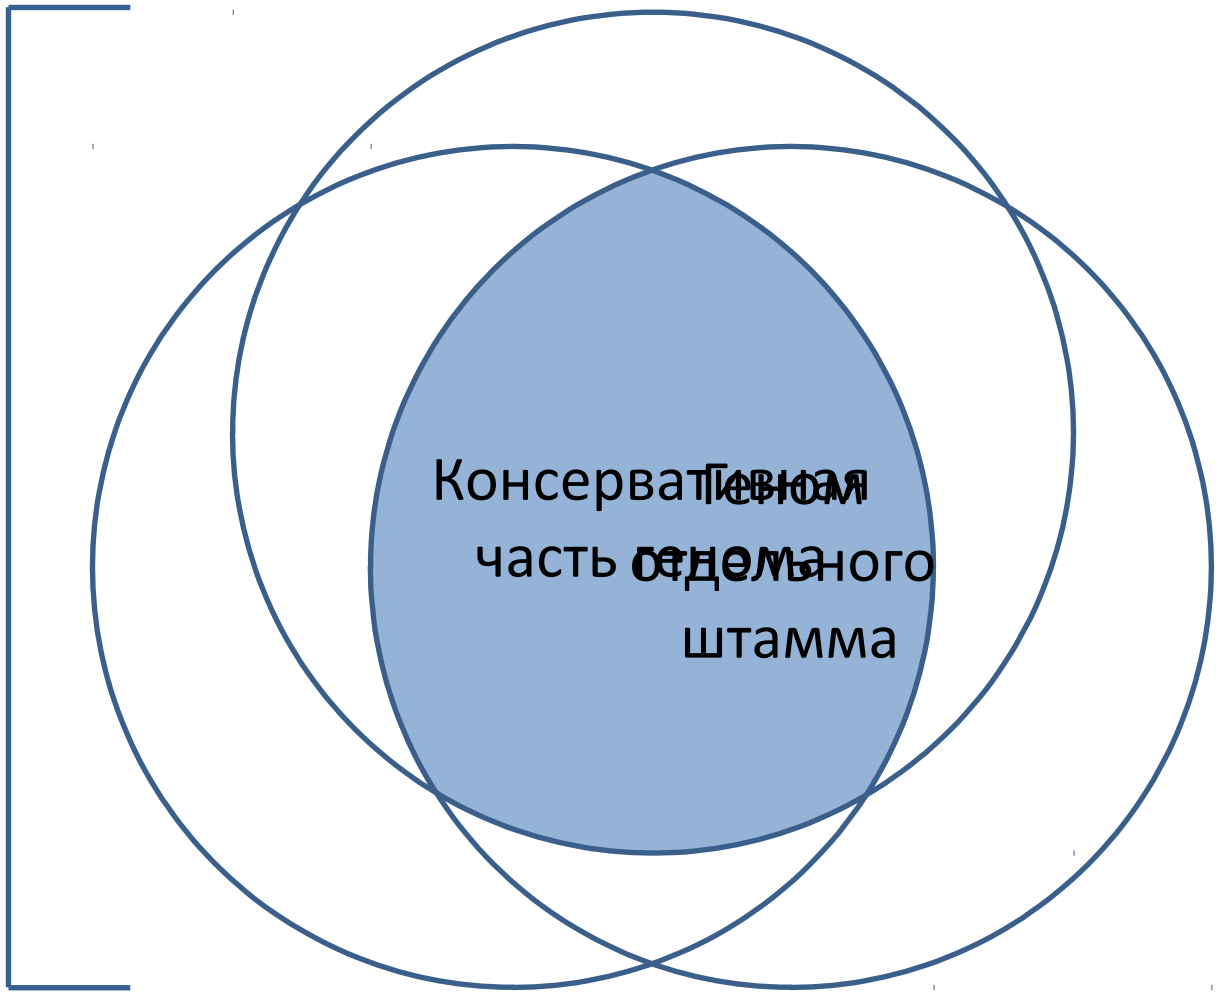 Консервативная
часть генома
Геном
отдельного
штамма